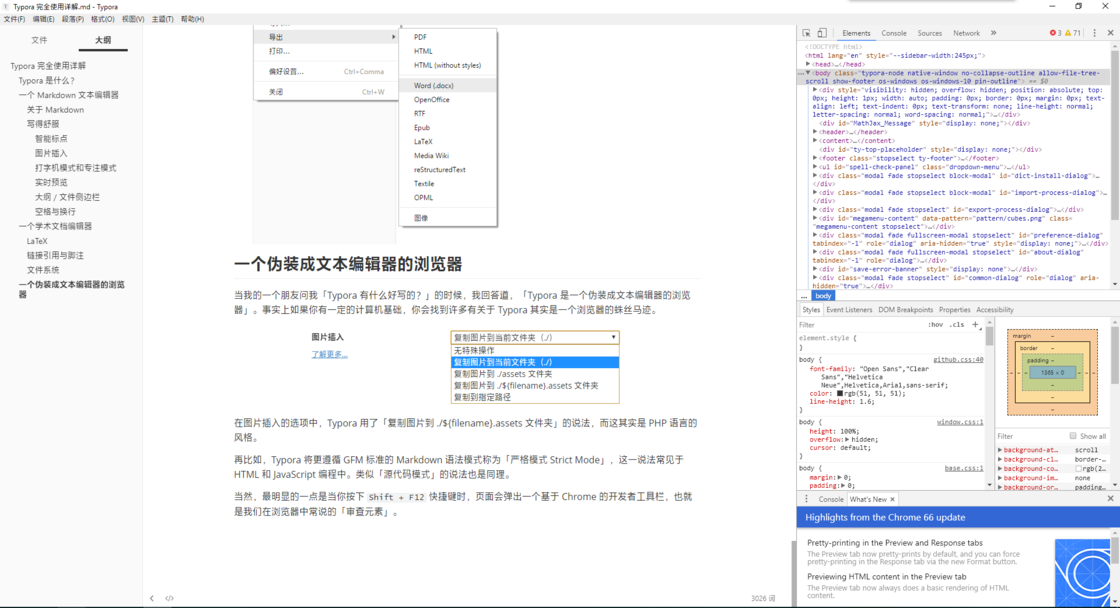 Typora 完全使用详解.md - Typora
文件(F) 编辑(E) 段落(P) 格式(O) 视图(V) 主题(T) 帮助(H)
文件 大纲
Typora 完全使用详解
Typora 是什么？
一个 Markdown 文本编辑器
关于 Markdown
写得舒服
智能标点
图片插入
打字机模式和专注模式
实时预览
大纲 / 文件侧边栏
空格与换行
一个学术文档编辑器
LaTeX
链接引用与脚注
文件系统
一个伪装成文本编辑器的浏览
器
导出
打印...
偏好设置... Ctrl+Comma
关闭 Ctrl+W
PDF
HTML
HTML (without styles)
Word (.docx)
OpenOffice
RTF
Epub
LaTeX
Media Wiki
reStructuredText
Textile
OPML
图像
一个伪装成文本编辑器的浏览器
当我的一个朋友问我「Typora 有什么好写的？」的时候，我回答道，「Typora 是一个伪装成文本编辑器的浏览
器」。事实上如果你有一定的计算机基础，你会找到许多有关于 Typora 其实是一个浏览器的蛛丝马迹。
图片插入
了解更多...
复制图片到当前文件夹（./）
无特殊操作
复制图片到当前文件夹（./）
复制图片到 ./assets 文件夹
复制图片到 ./${filename}.assets 文件夹
复制到指定路径
在图片插入的选项中，Typora 用了「复制图片到 ./${filename}.assets 文件夹」的说法，而这其实是 PHP 语言的
风格。
再比如，Typora 将更遵循 GFM 标准的 Markdown 语法模式称为「严格模式 Strict Mode」，这一说法常见于
HTML 和 JavaScript 编程中。类似「源代码模式」的说法也是同理。
当然，最明显的一点是当你按下 Shift + F12 快捷键时，页面会弹出一个基于 Chrome 的开发者工具栏，也就
是我们在浏览器中常说的「审查元素」。
</> 3026 词
Elements Console Sources Network » 3 71
<!DOCTYPE html>
<html lang="en" style="--sidebar-width:245px;">
<head>…</head>
<body class="typora-node native-window no-collapse-outline allow-file-tree-
scroll show-footer os-windows os-windows-10 pin-outline"> == $0
<div style="visibility: hidden; overflow: hidden; position: absolute; top:
0px; height: 1px; width: auto; padding: 0px; border: 0px; margin: 0px; text-
align: left; text-indent: 0px; text-transform: none; line-height: normal;
letter-spacing: normal; word-spacing: normal;">…</div>
<div id="MathJax_Message" style="display: none;"></div>
<header>…</header>
<content>…</content>
<div id="ty-top-placeholder" style="display: none;"></div>
<footer class="stopselect ty-footer">…</footer>
<ul id="spell-check-panel" class="dropdown-menu">…</ul>
<div class="modal fade stopselect block-modal" id="dict-install-dialog">…
</div>
<div class="modal fade stopselect block-modal" id="import-process-dialog">…
</div>
<div class="modal fade stopselect" id="export-process-dialog">…</div>
<div id="megamenu-content" data-pattern="pattern/cubes.png" class=
"megamenu-content stopselect">…</div>
<div class="modal fade fullscreen-modal stopselect" id="preference-dialog"
tabindex="-1" role="dialog" aria-hidden="true" style="display: none;">…</div>
<div class="modal fade fullscreen-modal stopselect" id="about-dialog"
tabindex="-1" role="dialog">…</div>
<div id="save-error-banner" style="display: none;">…</div>
<div class="modal fade stopselect" id="common-dialog" role="dialog" aria-
hidden="true">…</div>
... body
Styles Event Listeners DOM Breakpoints Properties Accessibility
Filter :hov .cls +
element.style {
}
body { github.css:40
font-family: "Open Sans","Clear
Sans","Helvetica
Neue",Helvetica,Arial,sans-serif;
color: rgb(51, 51, 51);
line-height: 1.6;
}
body { window.css:1
height: 100%;
overflow: hidden;
cursor: default;
}
body { base.css:1
margin: 0;
padding: 0;
margin -
border -
padding -
1365 × 0
Filter Show all
background-at… scroll
background-cl… border-…
background-co… rgb(2…
background-im… none
background-or… padding…
Console What's New ×
Highlights from the Chrome 66 update
Pretty-printing in the Preview and Response tabs
The Preview tab now pretty-prints by default, and you can force
pretty-printing in the Response tab via the new Format button.
Previewing HTML content in the Preview tab
The Preview tab now always does a basic rendering of HTML
content.